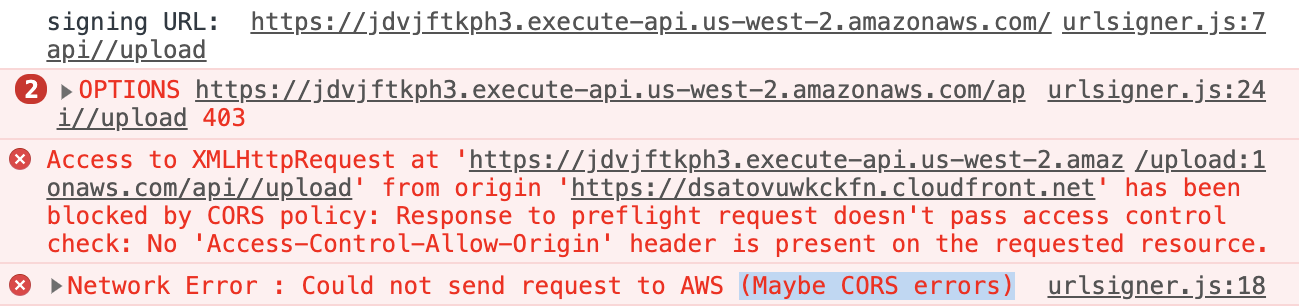 signing URL: https://jdvjftkph3.execute-api.us-west-2.amazonaws.com/ urlsigner.js:7
api//upload
2 OPTIONS https://jdvjftkph3.execute-api.us-west-2.amazonaws.com/ap urlsigner.js:24
i//upload 403
Access to XMLHttpRequest at 'https://jdvjftkph3.execute-api.us-west-2.amaz /upload:1
onaws.com/api//upload' from origin 'https://dsatovuwkckfn.cloudfront.net' has been
blocked by CORS policy: Response to preflight request doesn't pass access control
check: No 'Access-Control-Allow-Origin' header is present on the requested resource.
Network Error : Could not send request to AWS (Maybe CORS errors) urlsigner.js:18